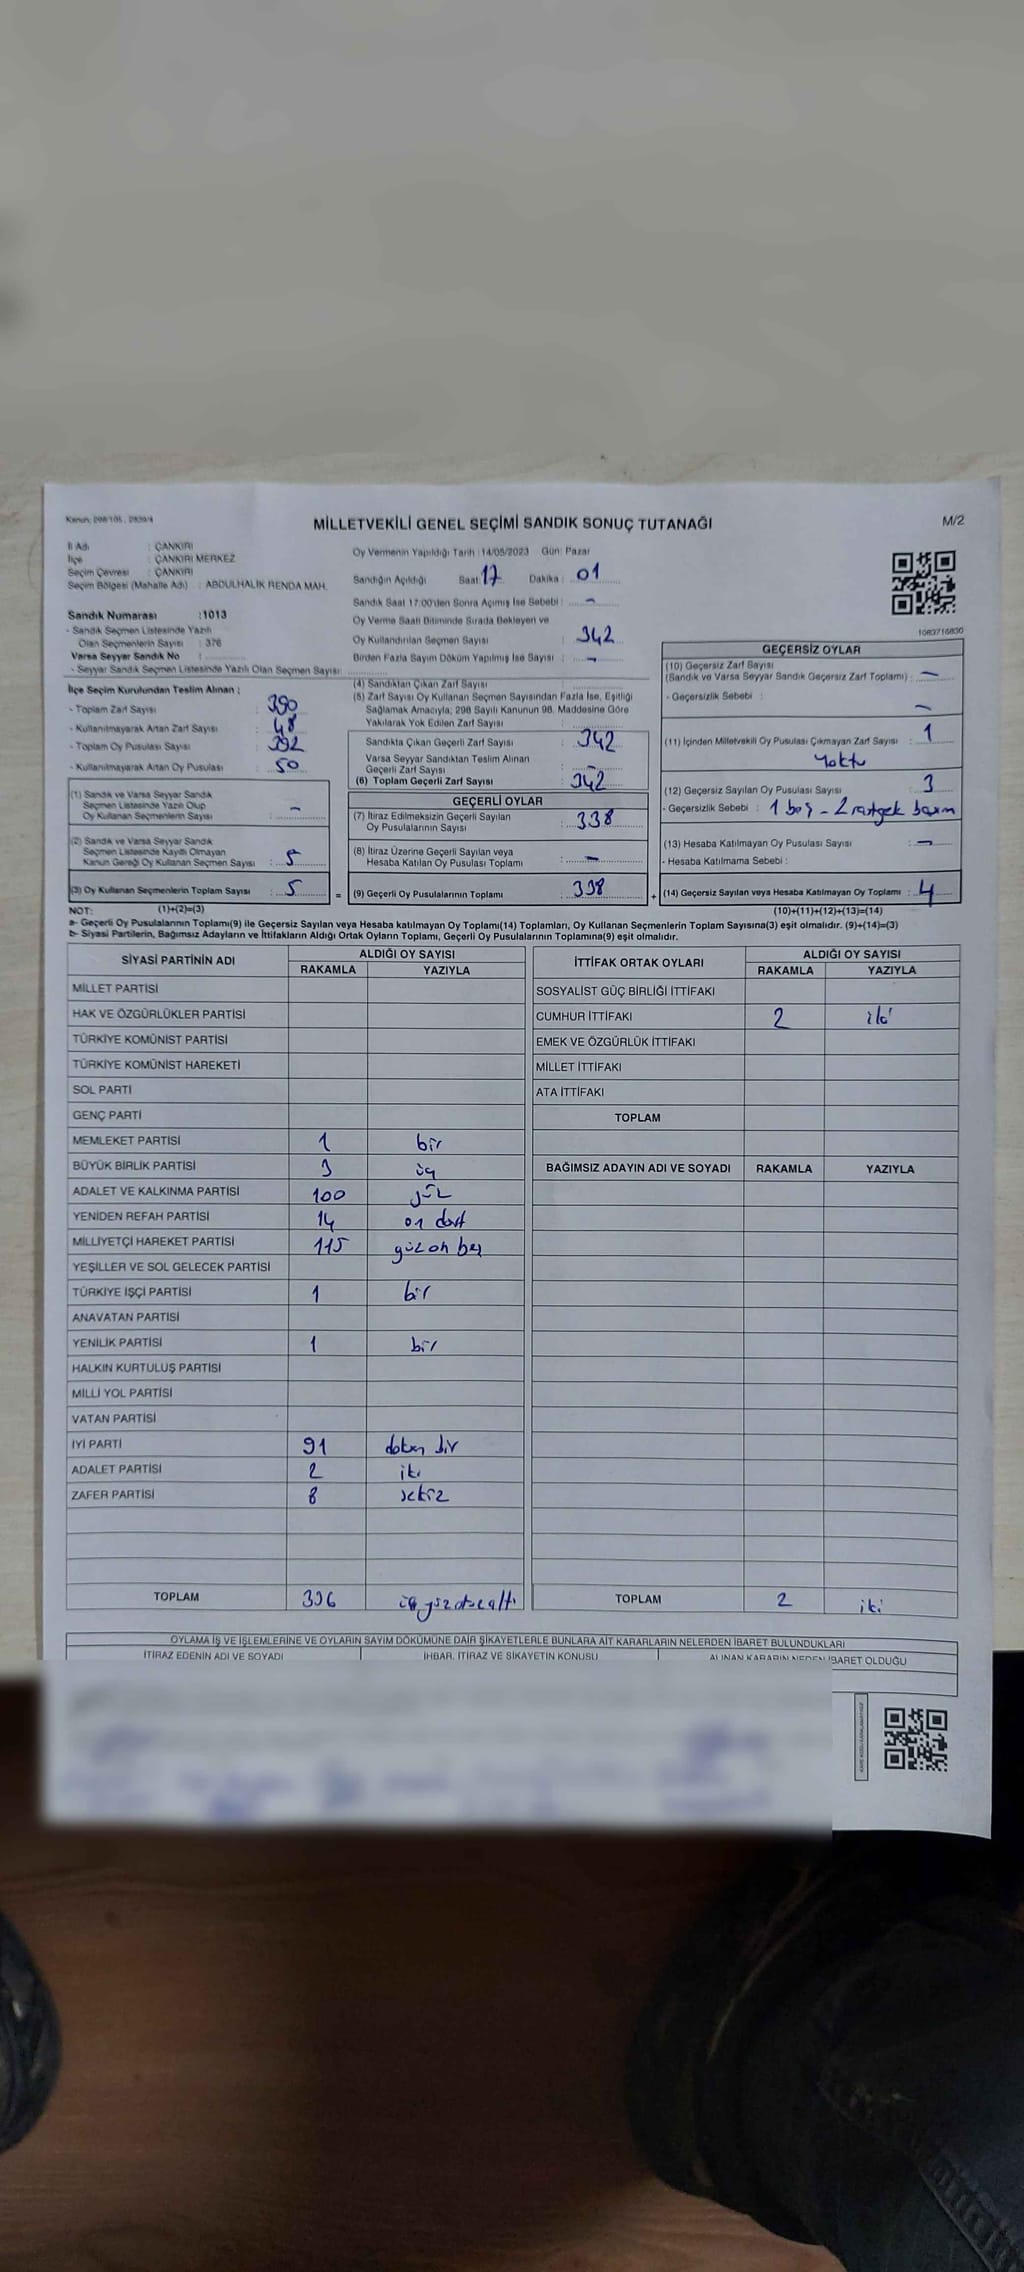 Kanun: 298/105, 2839/4
MİLLETVEKİLİ GENEL SEÇİMİ SANDIK SONUÇ TUTANAĞI
M/2
İl Adı : ÇANKIRI
İlçe : ÇANKIRI MERKEZ
Seçim Çevresi : ÇANKIRI
Seçim Bölgesi (Mahalle Adı) : ABDULHALİK RENDA MAH.
Sandık Numarası :1013
- Sandık Seçmen Listesinde Yazılı
Olan Seçmenlerin Sayısı : 376
Varsa Seyyar Sandık No :
- Seyyar Sandık Seçmen Listesinde Yazılı Olan Seçmen Sayısı:
Oy Vermenin Yapıldığı Tarih :14/05/2023 Gün: Pazar
Sandığın Açıldığı Saat: 17 Dakika : 01
Sandık Saat 17:00'den Sonra Açımış İse Sebebi : -
Oy Verme Saati Bitiminde Sırada Bekleyen ve
Oy Kullandırılan Seçmen Sayısı : 342
Birden Fazla Sayım Döküm Yapılmış İse Sayısı : -
1083716830
İlçe Seçim Kurulundan Teslim Alınan :
- Toplam Zarf Sayısı : 390
- Kullanılmayarak Artan Zarf Sayısı : 48
- Toplam Oy Pusulası Sayısı : 392
- Kullanılmayarak Artan Oy Pusulası : 50
(1) Sandık ve Varsa Seyyar Sandık
Seçmen Listesinde Yazılı Olup
Oy Kullanan Seçmenlerin Sayısı : -
(2) Sandık ve Varsa Seyyar Sandık
Seçmen Listesinde Kayıtlı Olmayan
Kanun Gereği Oy Kullanan Seçmen Sayısı : 5
(3) Oy Kullanan Seçmenlerin Toplam Sayısı : 5
(4) Sandıktan Çıkan Zarf Sayısı :
(5) Zarf Sayısı Oy Kullanan Seçmen Sayısından Fazla İse, Eşitliği
Sağlamak Amacıyla; 298 Sayılı Kanunun 98. Maddesine Göre
Yakılarak Yok Edilen Zarf Sayısı :
Sandıkta Çıkan Geçerli Zarf Sayısı : 342
Varsa Seyyar Sandıktan Teslim Alınan
Geçerli Zarf Sayısı : -
(6) Toplam Geçerli Zarf Sayısı : 342
GEÇERLİ OYLAR
(7) İtiraz Edilmeksizin Geçerli Sayılan
Oy Pusulalarının Sayısı : 338
(8) İtiraz Üzerine Geçerli Sayılan veya
Hesaba Katılan Oy Pusulası Toplamı : -
= (9) Geçerli Oy Pusulalarının Toplamı : 338 +
GEÇERSİZ OYLAR
(10) Geçersiz Zarf Sayısı
(Sandık ve Varsa Seyyar Sandık Geçersiz Zarf Toplamı) : -
- Geçersizlik Sebebi :
-
(11) İçinden Milletvekili Oy Pusulası Çıkmayan Zarf Sayısı : 1
Yoktu
(12) Geçersiz Sayılan Oy Pusulası Sayısı : 3
- Geçersizlik Sebebi : 1 boş - 2
(13) Hesaba Katılmayan Oy Pusulası Sayısı : -
- Hesaba Katılmama Sebebi :
(14) Geçersiz Sayılan veya Hesaba Katılmayan Oy Toplamı : 4
NOT: (1)+(2)=(3) (10)+(11)+(12)+(13)=(14)
a- Geçerli Oy Pusulalarının Toplamı(9) ile Geçersiz Sayılan veya Hesaba katılmayan Oy Toplamı(14) Toplamları, Oy Kullanan Seçmenlerin Toplam Sayısına(3) eşit olmalıdır. (9)+(14)=(3)
b- Siyasi Partilerin, Bağımsız Adayların ve İttifakların Aldığı Ortak Oyların Toplamı, Geçerli Oy Pusulalarının Toplamına(9) eşit olmalıdır.
SİYASİ PARTİNİN ADI ALDIĞI OY SAYISI
RAKAMLA YAZIYLA
MİLLET PARTİSİ
HAK VE ÖZGÜRLÜKLER PARTİSİ
TÜRKİYE KOMÜNİST PARTİSİ
TÜRKİYE KOMÜNİST HAREKETİ
SOL PARTİ
GENÇ PARTİ
MEMLEKET PARTİSİ 1 bir
BÜYÜK BİRLİK PARTİSİ 3 üç
ADALET VE KALKINMA PARTİSİ 100 yüz
YENİDEN REFAH PARTİSİ 14 on dört
MİLLİYETÇİ HAREKET PARTİSİ 115 yüz on beş
YEŞİLLER VE SOL GELECEK PARTİSİ
TÜRKİYE İŞÇİ PARTİSİ 1 bir
ANAVATAN PARTİSİ
YENİLİK PARTİSİ 1 bir
HALKIN KURTULUŞ PARTİSİ
MİLLİ YOL PARTİSİ
VATAN PARTİSİ
İYİ PARTİ 91 doksan bir
ADALET PARTİSİ 2 iki
ZAFER PARTİSİ 8 sekiz
TOPLAM 336 üç yüz otuz altı
İTTİFAK ORTAK OYLARI ALDIĞI OY SAYISI
RAKAMLA YAZIYLA
SOSYALİST GÜÇ BİRLİĞİ İTTİFAKI
CUMHUR İTTİFAKI 2 iki
EMEK VE ÖZGÜRLÜK İTTİFAKI
MİLLET İTTİFAKI
ATA İTTİFAKI
TOPLAM
BAĞIMSIZ ADAYIN ADI VE SOYADI RAKAMLA YAZIYLA
TOPLAM 2 iki
OYLAMA İŞ VE İŞLEMLERİNE VE OYLARIN SAYIM DÖKÜMÜNE DAİR ŞİKAYETLERLE BUNLARA AİT KARARLARIN NELERDEN İBARET BULUNDUKLARI
İTİRAZ EDENİN ADI VE SOYADI İHBAR, İTİRAZ VE ŞİKAYETİN KONUSU ALINAN KARARIN NEDEN İBARET OLDUĞU